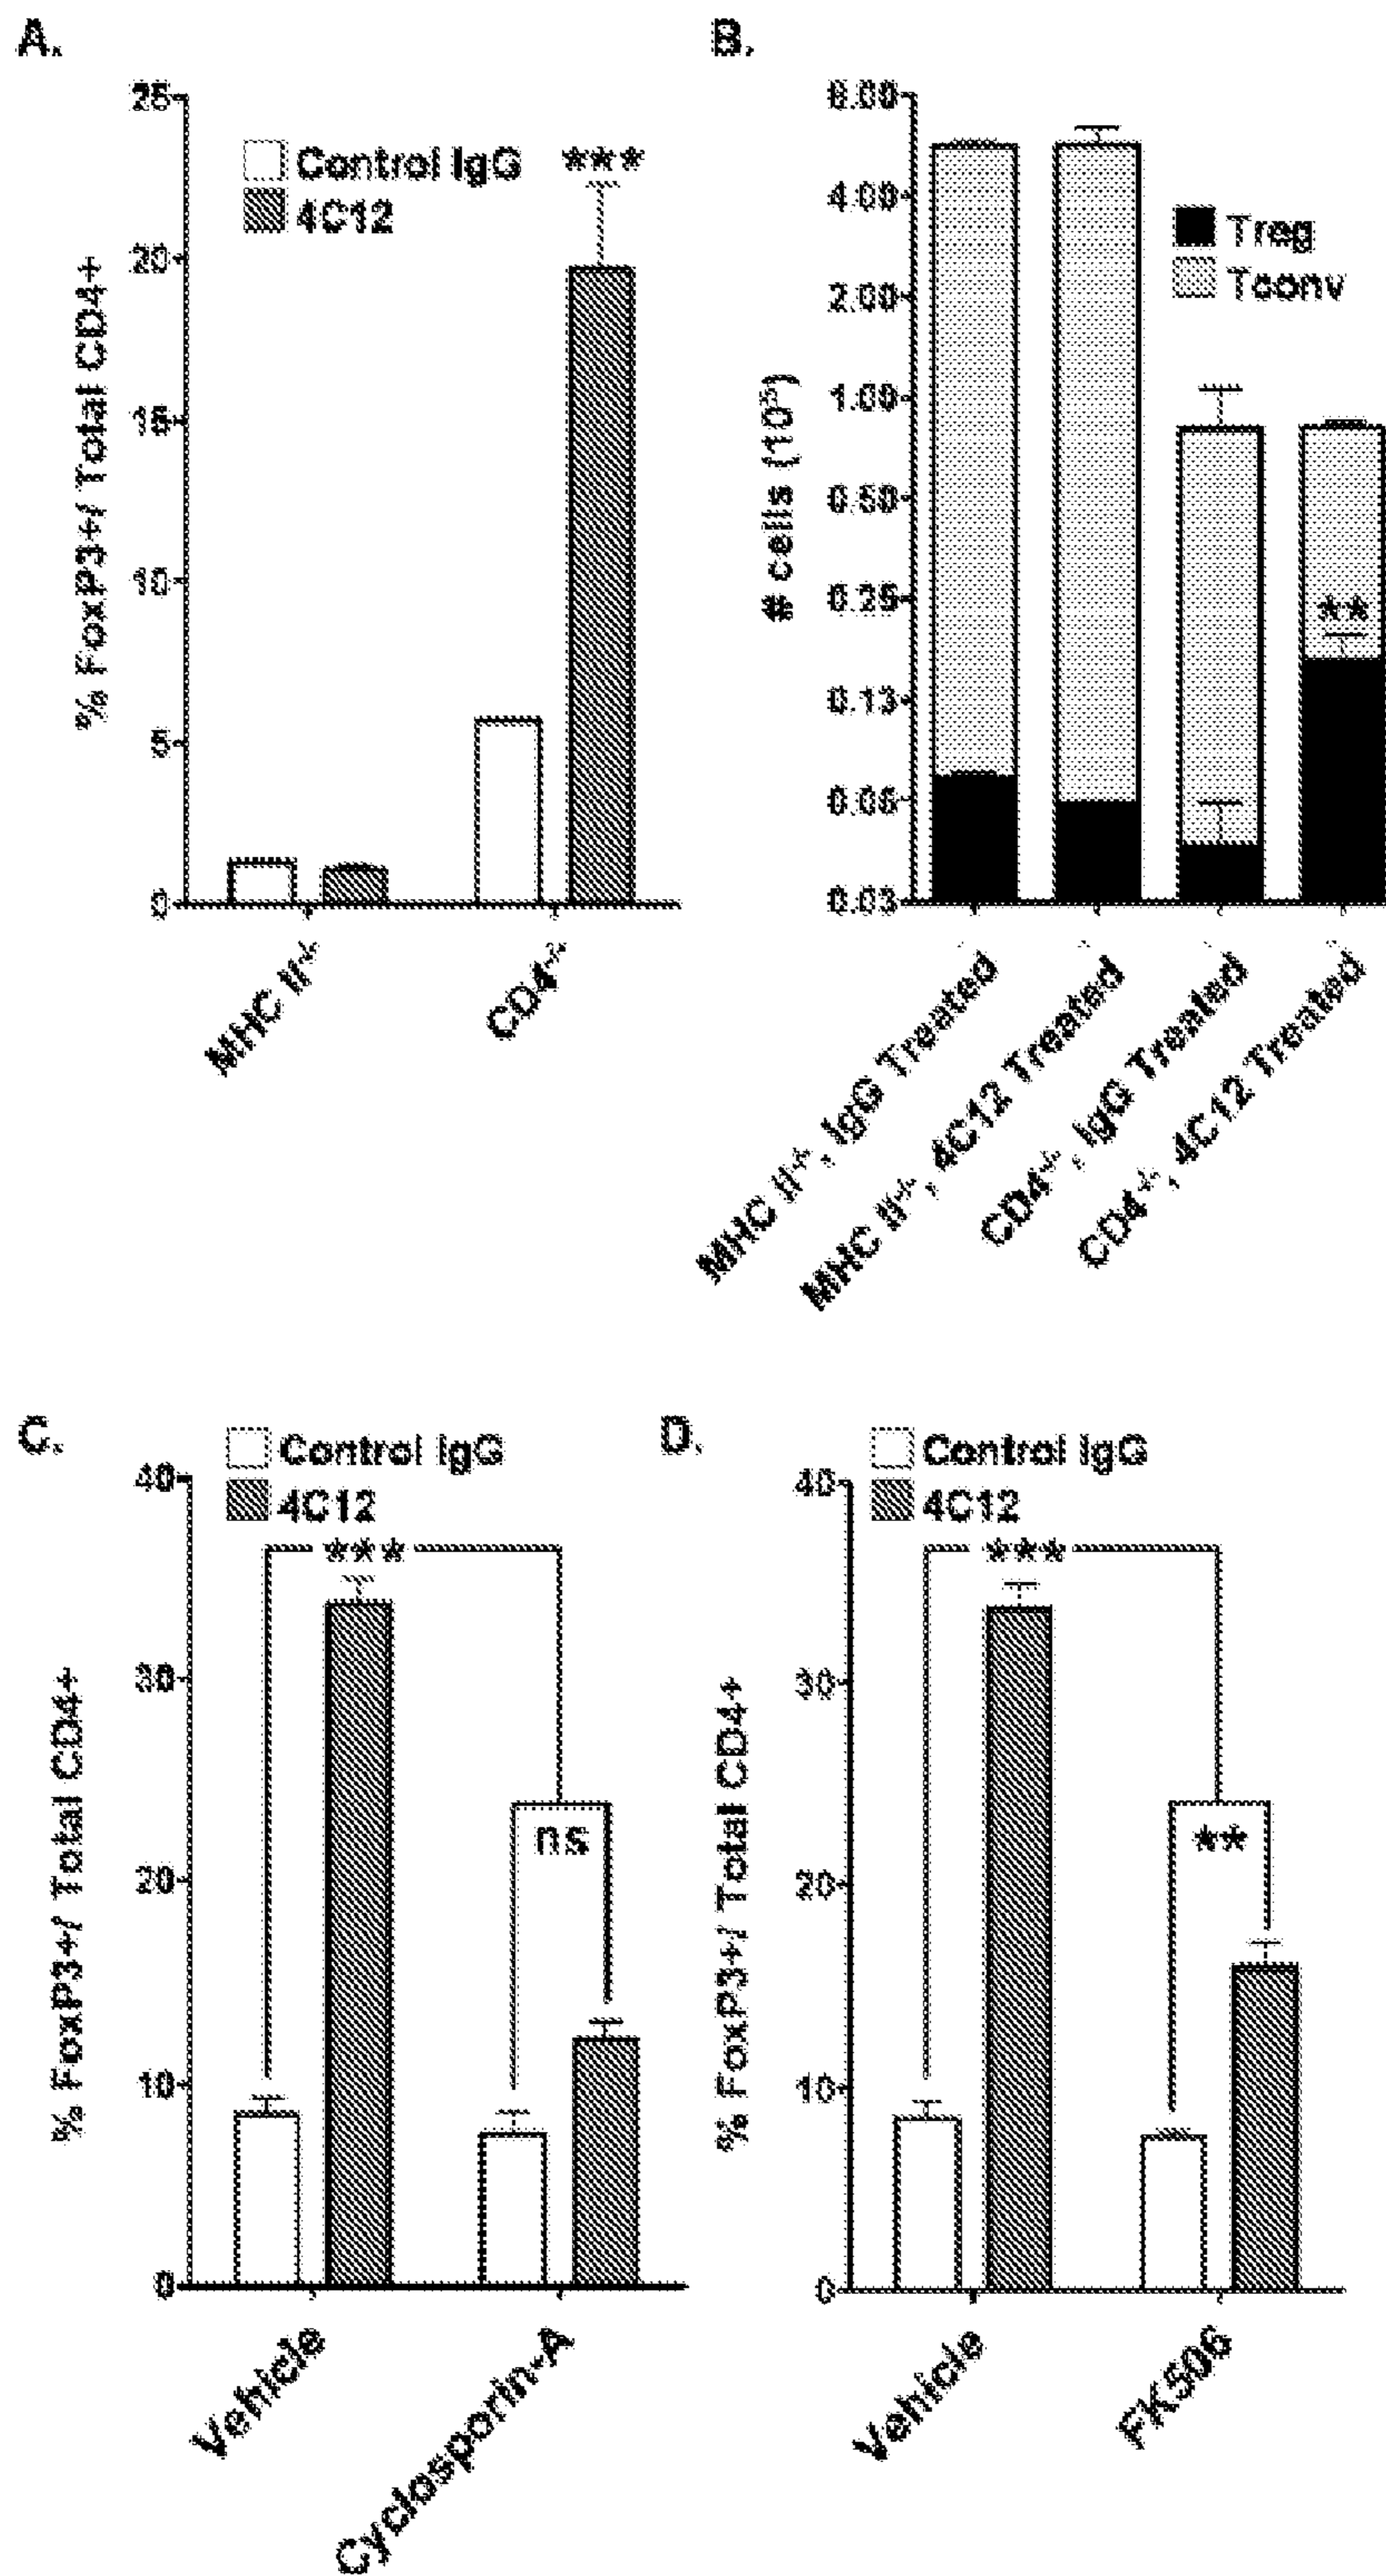 A.
25
20
15
10
5
0
% FoxP3+/ Total CD4+
Control IgG
4C12
***
MHC II-/-
CD4-/-
B.
8.00
4.00
2.00
1.00
0.50
0.25
0.13
0.06
0.03
# cells (10⁵)
Treg
Tconv
**
MHC II-/-, IgG Treated
MHC II-/-, 4C12 Treated
CD4-/-, IgG Treated
CD4-/-, 4C12 Treated
C.
40
30
20
10
0
% FoxP3+/ Total CD4+
Control IgG
4C12
***
ns
Vehicle
Cyclosporin-A
D.
40
30
20
10
0
% FoxP3+/ Total CD4+
Control IgG
4C12
***
**
Vehicle
FK506